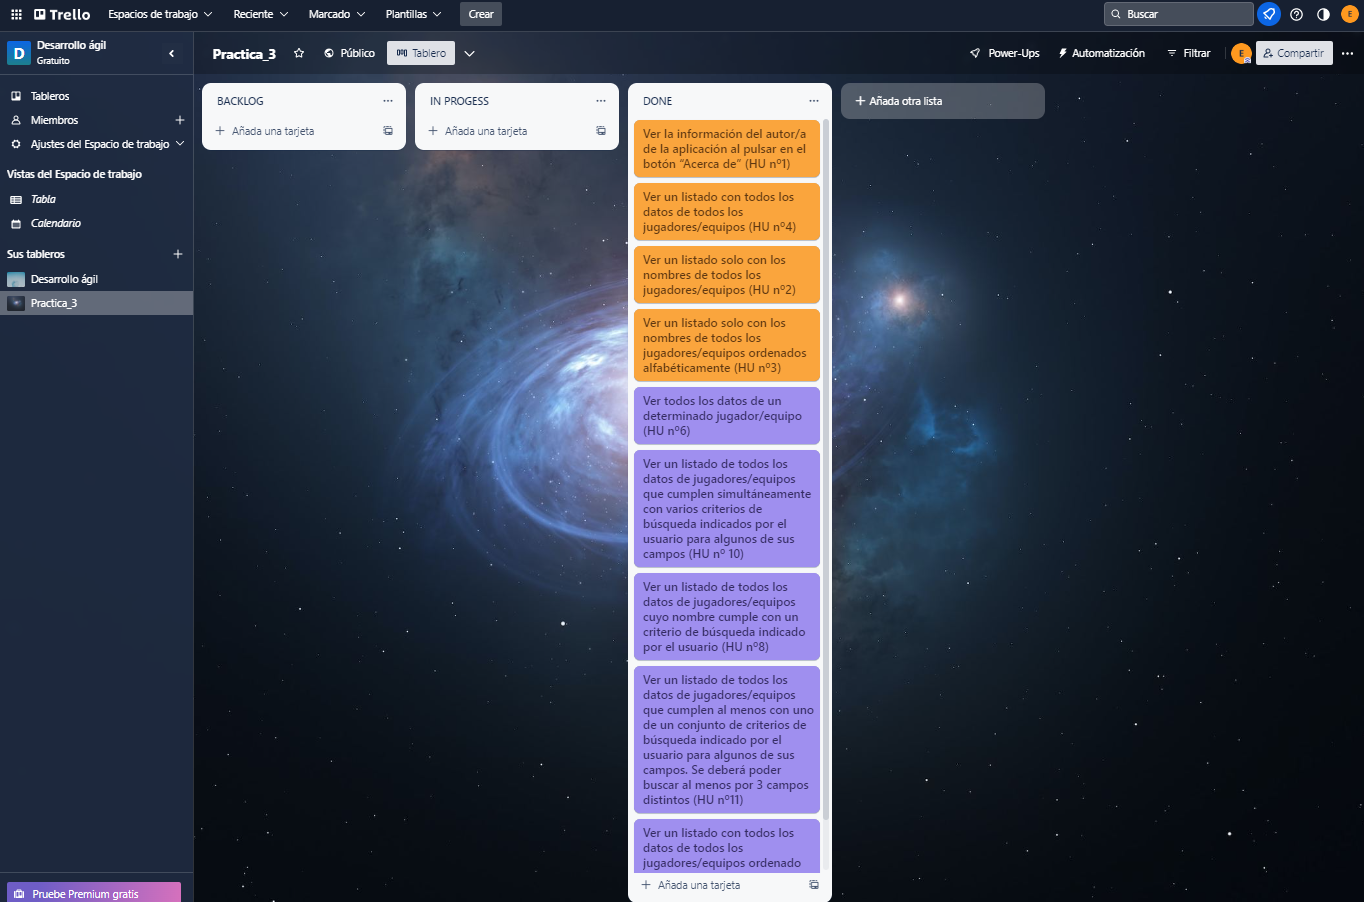 Trello
Espacios de trabajo
Reciente
Marcado
Plantillas
Crear
Buscar
E
D
Desarrollo ágil
Gratuito
Practica_3
Público
Tablero
Power-Ups
Automatización
Filtrar
E
Compartir
Tableros
Miembros
Ajustes del Espacio de trabajo
Vistas del Espacio de trabajo
Tabla
Calendario
Sus tableros
Desarrollo ágil
Practica_3
Pruebe Premium gratis
BACKLOG
Añada una tarjeta
IN PROGESS
Añada una tarjeta
DONE
Ver la información del autor/a
de la aplicación al pulsar en el
botón “Acerca de” (HU nº1)
Ver un listado con todos los
datos de todos los
jugadores/equipos (HU nº4)
Ver un listado solo con los
nombres de todos los
jugadores/equipos (HU nº2)
Ver un listado solo con los
nombres de todos los
jugadores/equipos ordenados
alfabéticamente (HU nº3)
Ver todos los datos de un
determinado jugador/equipo
(HU nº6)
Ver un listado de todos los
datos de jugadores/equipos
que cumplen simultáneamente
con varios criterios de
búsqueda indicados por el
usuario para algunos de sus
campos (HU nº 10)
Ver un listado de todos los
datos de jugadores/equipos
cuyo nombre cumple con un
criterio de búsqueda indicado
por el usuario (HU nº8)
Ver un listado de todos los
datos de jugadores/equipos
que cumplen al menos con uno
de un conjunto de criterios de
búsqueda indicado por el
usuario para algunos de sus
campos. Se deberá poder
buscar al menos por 3 campos
distintos (HU nº11)
Ver un listado con todos los
datos de todos los
jugadores/equipos ordenado
Añada una tarjeta
Añada otra lista